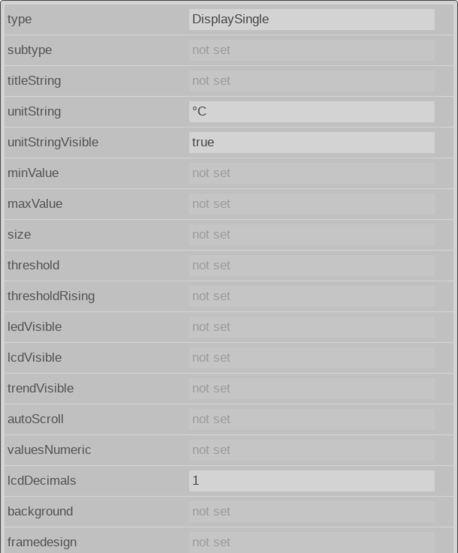 type DisplaySingle
subtype not set
titleString not set
unitString °C
unitStringVisible true
minValue not set
maxValue not set
size not set
threshold not set
thresholdRising not set
ledVisible not set
lcdVisible not set
trendVisible not set
autoScroll not set
valuesNumeric not set
lcdDecimals 1
background not set
framedesign not set